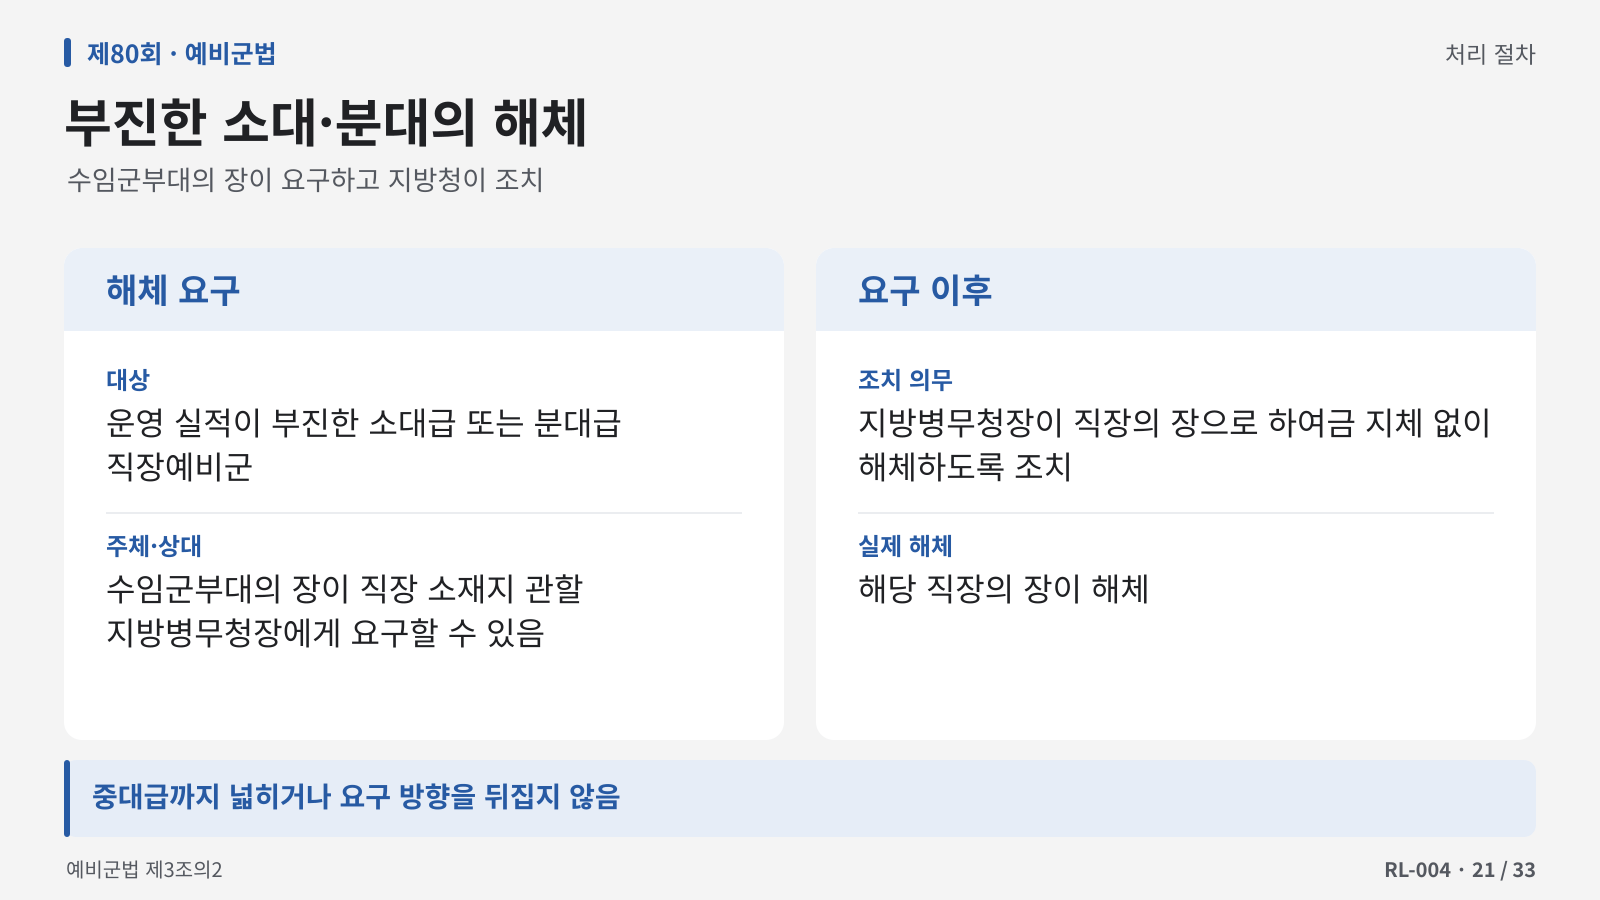 제80회 · 예비군법
처리 절차
부진한 소대·분대의 해체
수임군부대의 장이 요구하고 지방청이 조치
해체 요구
대상
운영 실적이 부진한 소대급 또는 분대급
직장예비군
주체·상대
수임군부대의 장이 직장 소재지 관할
지방병무청장에게 요구할 수 있음
요구 이후
조치 의무
지방병무청장이 직장의 장으로 하여금 지체 없이
해체하도록 조치
실제 해체
해당 직장의 장이 해체
중대급까지 넓히거나 요구 방향을 뒤집지 않음
예비군법 제3조의2
RL-004 · 21 / 33